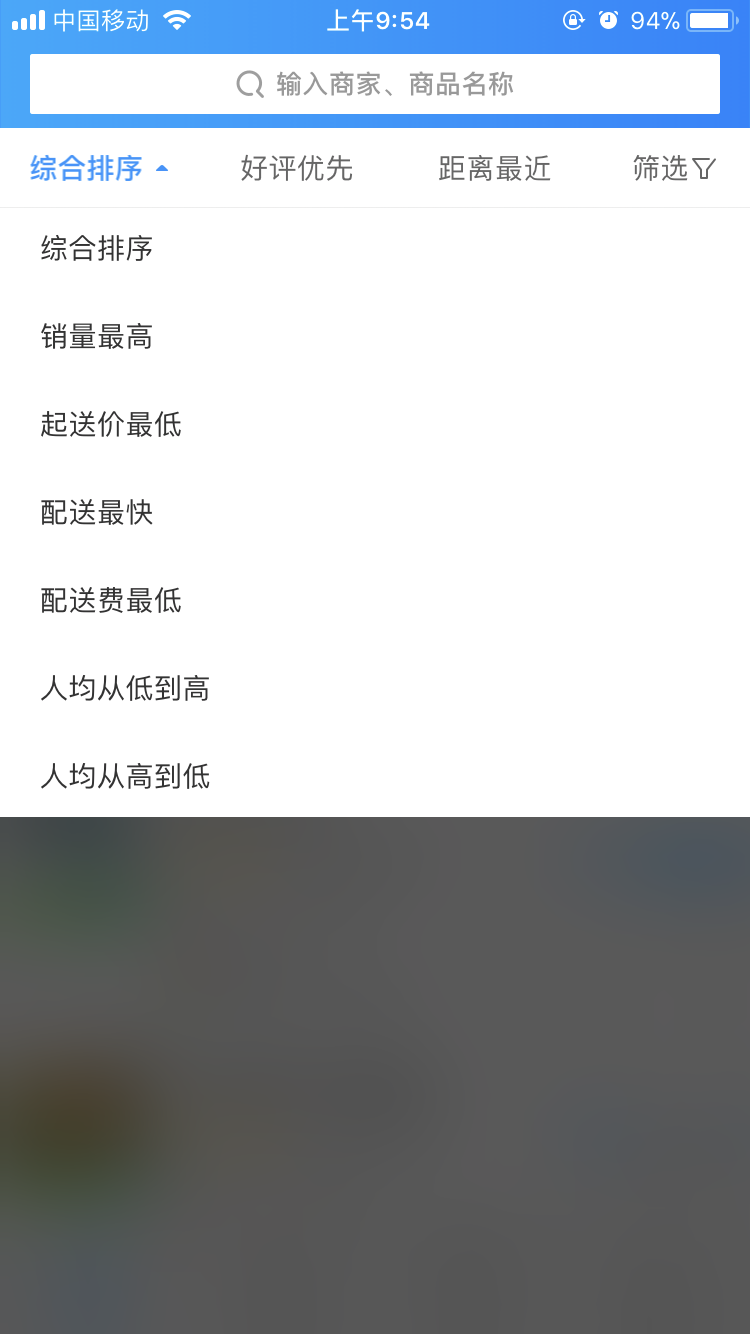 中国移动 上午9:54 94%
输入商家、商品名称
综合排序 好评优先 距离最近 筛选
综合排序
销量最高
起送价最低
配送最快
配送费最低
人均从低到高
人均从高到低